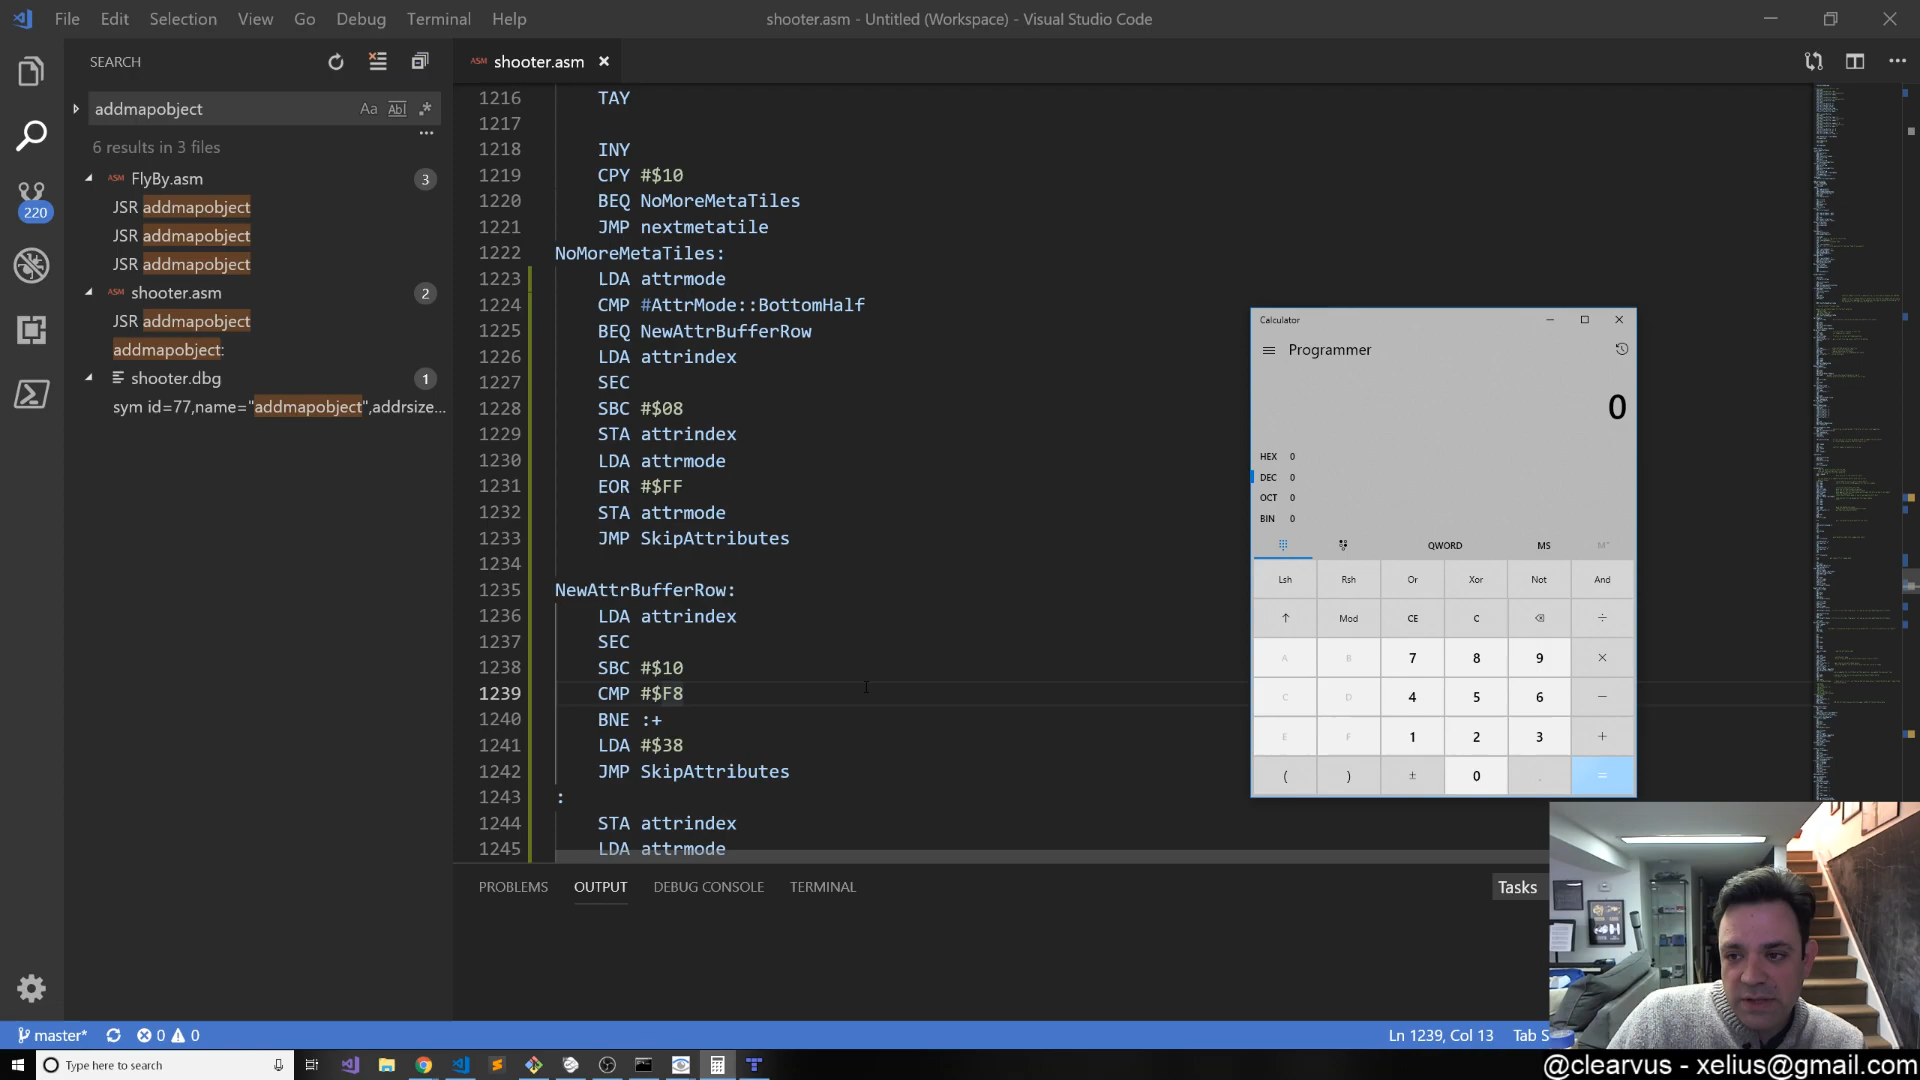 File Edit Selection View Go Debug Terminal Help
shooter.asm - Untitled (Workspace) - Visual Studio Code
SEARCH
ASM shooter.asm
addmapobject
Aa Abl .*
6 results in 3 files
ASM FlyBy.asm 3
JSR addmapobject
JSR addmapobject
JSR addmapobject
ASM shooter.asm 2
JSR addmapobject
addmapobject:
shooter.dbg 1
sym id=77,name="addmapobject",addrsize...
220
1216 TAY
1217
1218 INY
1219 CPY #$10
1220 BEQ NoMoreMetaTiles
1221 JMP nextmetatile
1222 NoMoreMetaTiles:
1223 LDA attrmode
1224 CMP #AttrMode::BottomHalf
1225 BEQ NewAttrBufferRow
1226 LDA attrindex
1227 SEC
1228 SBC #$08
1229 STA attrindex
1230 LDA attrmode
1231 EOR #$FF
1232 STA attrmode
1233 JMP SkipAttributes
1234
1235 NewAttrBufferRow:
1236 LDA attrindex
1237 SEC
1238 SBC #$10
1239 CMP #$F8
1240 BNE :+
1241 LDA #$38
1242 JMP SkipAttributes
1243 :
1244 STA attrindex
1245 LDA attrmode
Calculator
Programmer
0
HEX 0
DEC 0
OCT 0
BIN 0
QWORD MS M˅
Lsh Rsh Or Xor Not And
↑ Mod CE C ⌫ ÷
A B 7 8 9 ×
C D 4 5 6 −
E F 1 2 3 +
( ) ± 0 . =
PROBLEMS OUTPUT DEBUG CONSOLE TERMINAL
Tasks
master* 0 0
Ln 1239, Col 13 Tab S
Type here to search
@clearvus - xelius@gmail.com